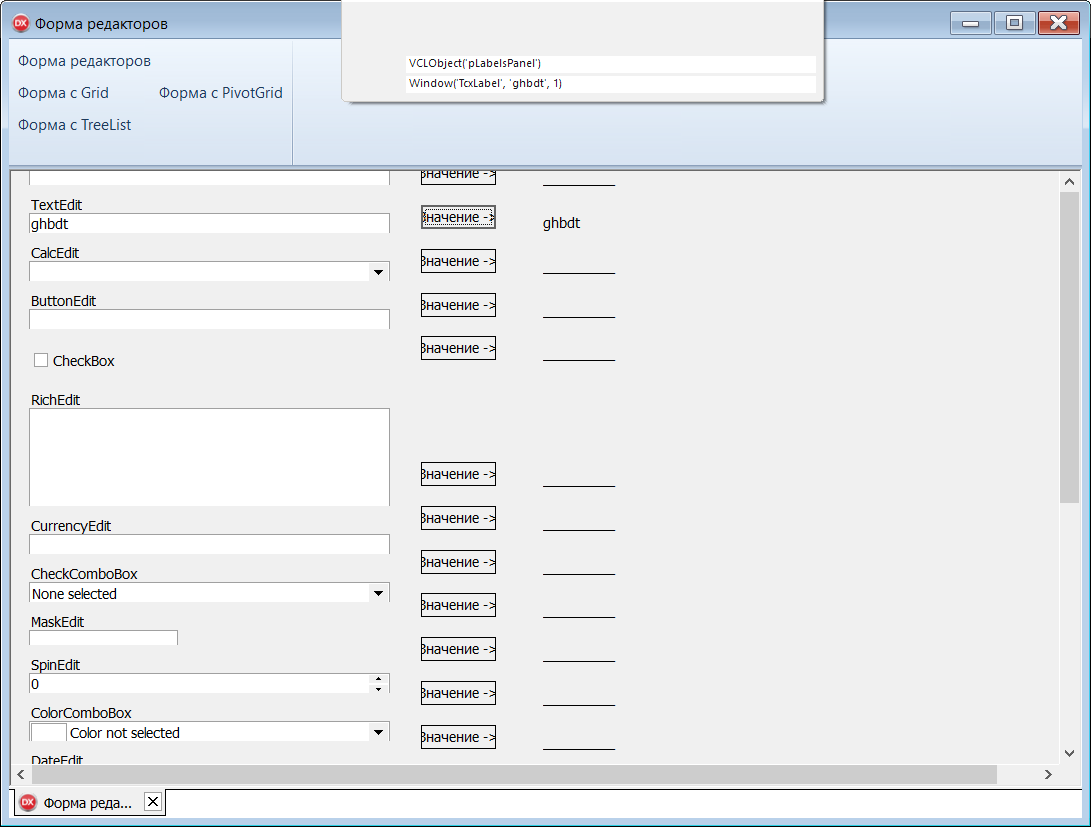 Форма редакторов
VCLObject('pLabelsPanel')
Window('TcxLabel', 'ghbdt', 1)
Форма редакторов
Форма с Grid Форма с PivotGrid
Форма с TreeList
Значение ->
TextEdit
ghbdt Значение -> ghbdt
CalcEdit
Значение ->
ButtonEdit
Значение ->
CheckBox Значение ->
RichEdit
Значение ->
CurrencyEdit Значение ->
CheckComboBox Значение ->
None selected
Значение ->
MaskEdit
Значение ->
SpinEdit
0 Значение ->
ColorComboBox
Color not selected Значение ->
DateEdit
Форма реда...